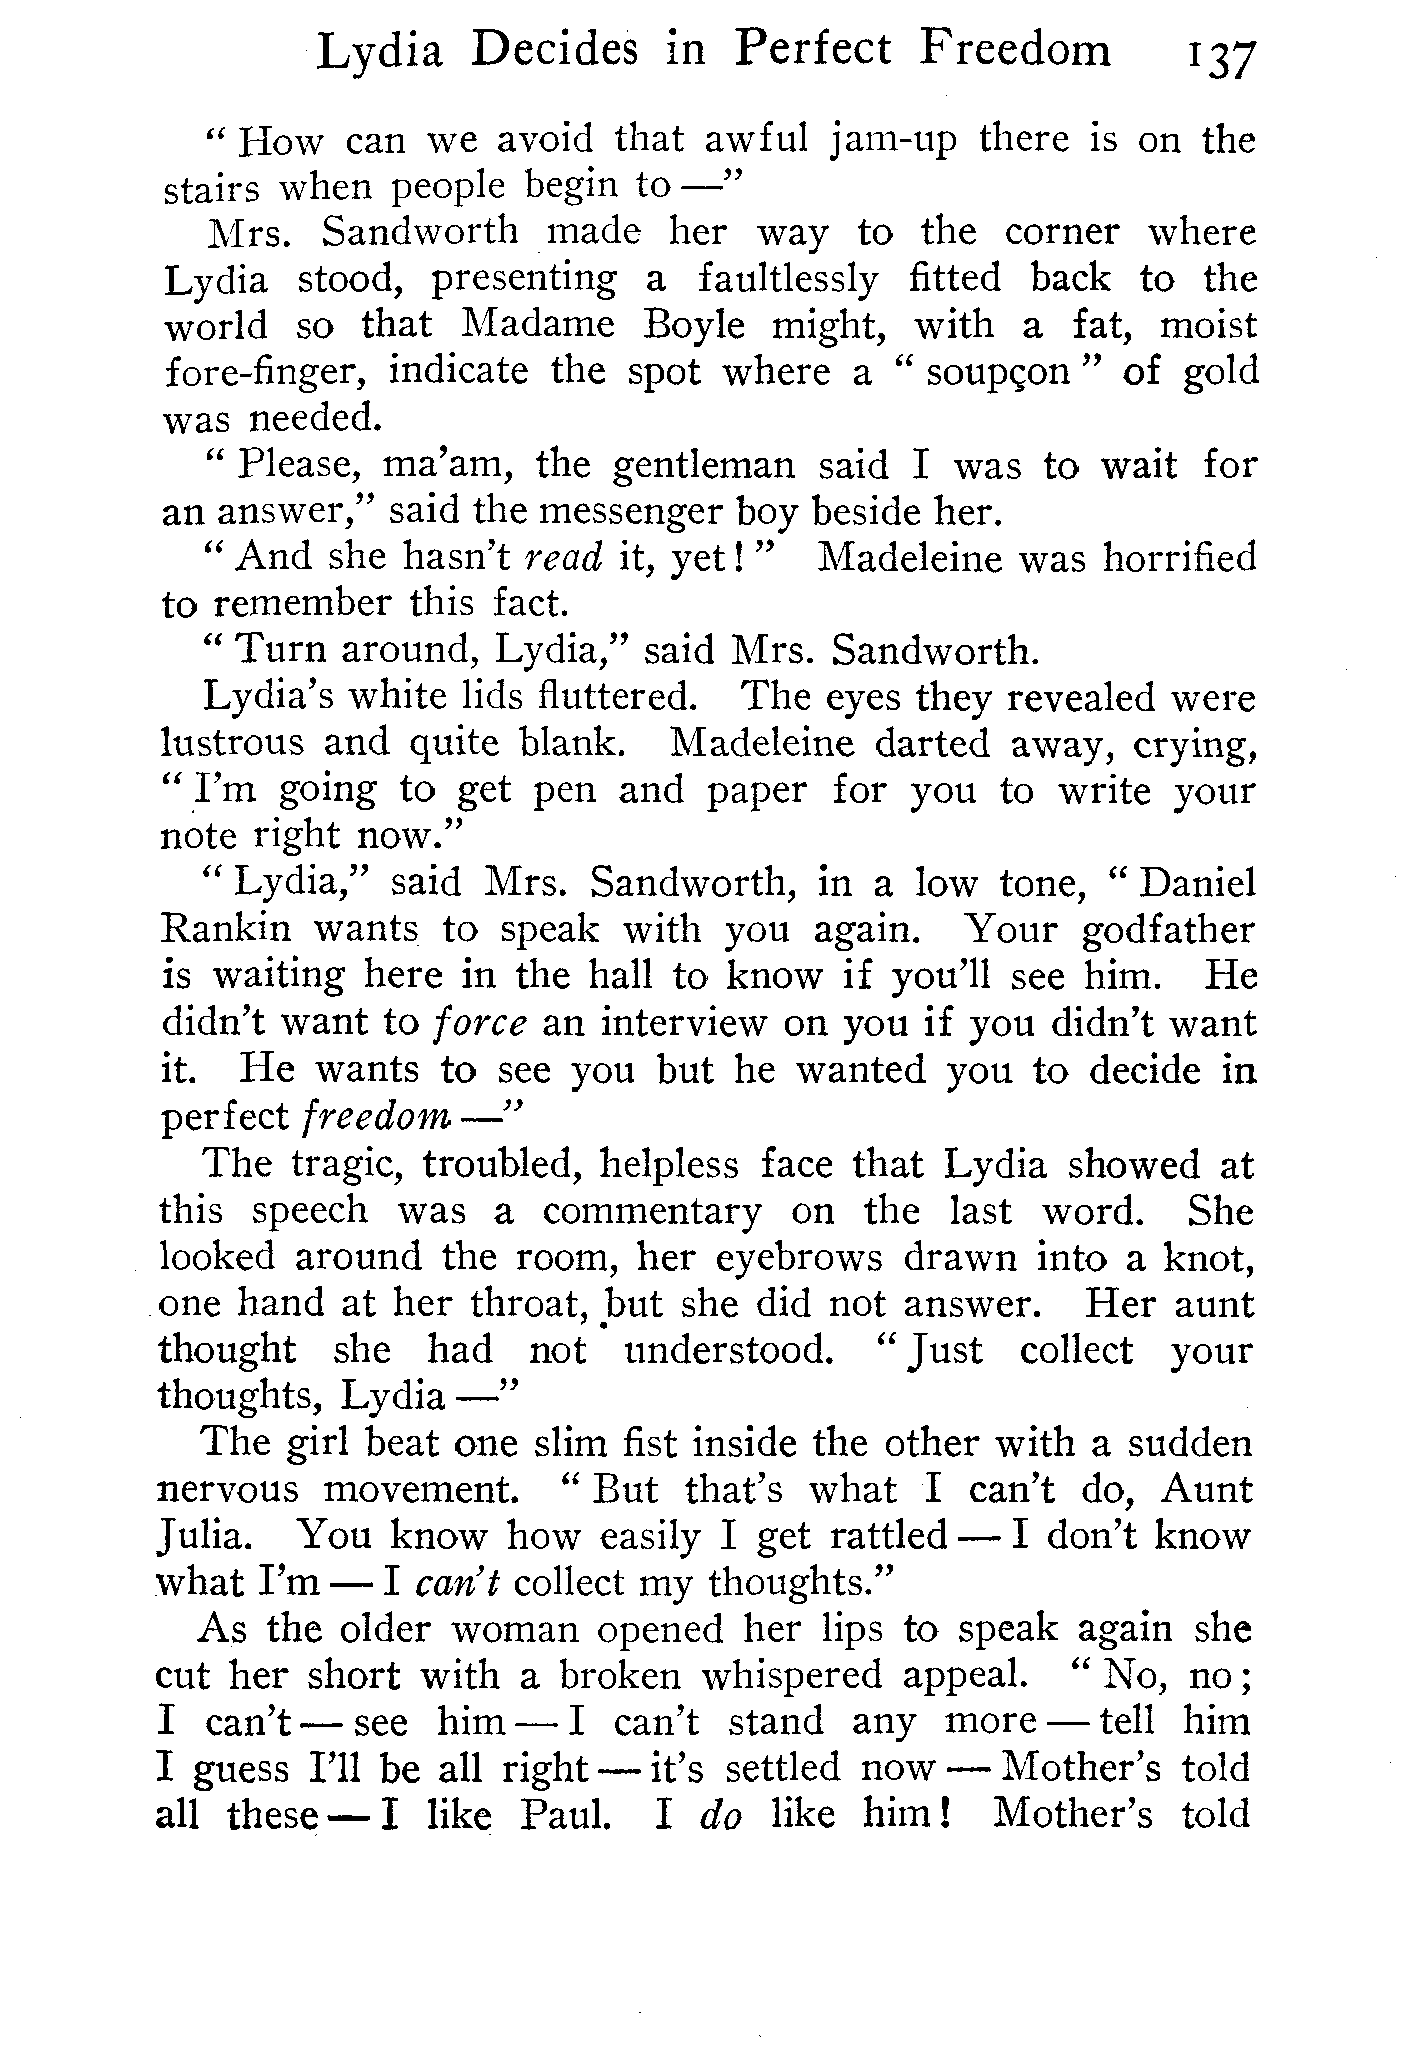 Lydia Decides in Perfect Freedom 137
“ How can we avoid that awful jam-up there is on the
stairs when people begin to —”
Mrs. Sandworth made her way to the corner where
Lydia stood, presenting a faultlessly fitted back to the
world so that Madame Boyle might, with a fat, moist
fore-finger, indicate the spot where a “ soupçon ” of gold
was needed.
“ Please, ma’am, the gentleman said I was to wait for
an answer,” said the messenger boy beside her.
“ And she hasn’t read it, yet! ” Madeleine was horrified
to remember this fact.
“ Turn around, Lydia,” said Mrs. Sandworth.
Lydia’s white lids fluttered. The eyes they revealed were
lustrous and quite blank. Madeleine darted away, crying,
“ I’m going to get pen and paper for you to write your
note right now.”
“ Lydia,” said Mrs. Sandworth, in a low tone, “ Daniel
Rankin wants to speak with you again. Your godfather
is waiting here in the hall to know if you’ll see him. He
didn’t want to force an interview on you if you didn’t want
it. He wants to see you but he wanted you to decide in
perfect freedom —”
The tragic, troubled, helpless face that Lydia showed at
this speech was a commentary on the last word. She
looked around the room, her eyebrows drawn into a knot,
one hand at her throat, but she did not answer. Her aunt
thought she had not understood. “ Just collect your
thoughts, Lydia —”
The girl beat one slim fist inside the other with a sudden
nervous movement. “ But that’s what I can’t do, Aunt
Julia. You know how easily I get rattled — I don’t know
what I’m — I can’t collect my thoughts.”
As the older woman opened her lips to speak again she
cut her short with a broken whispered appeal. “ No, no;
I can’t — see him — I can’t stand any more — tell him
I guess I’ll be all right — it’s settled now — Mother’s told
all these — I like Paul. I do like him! Mother’s told